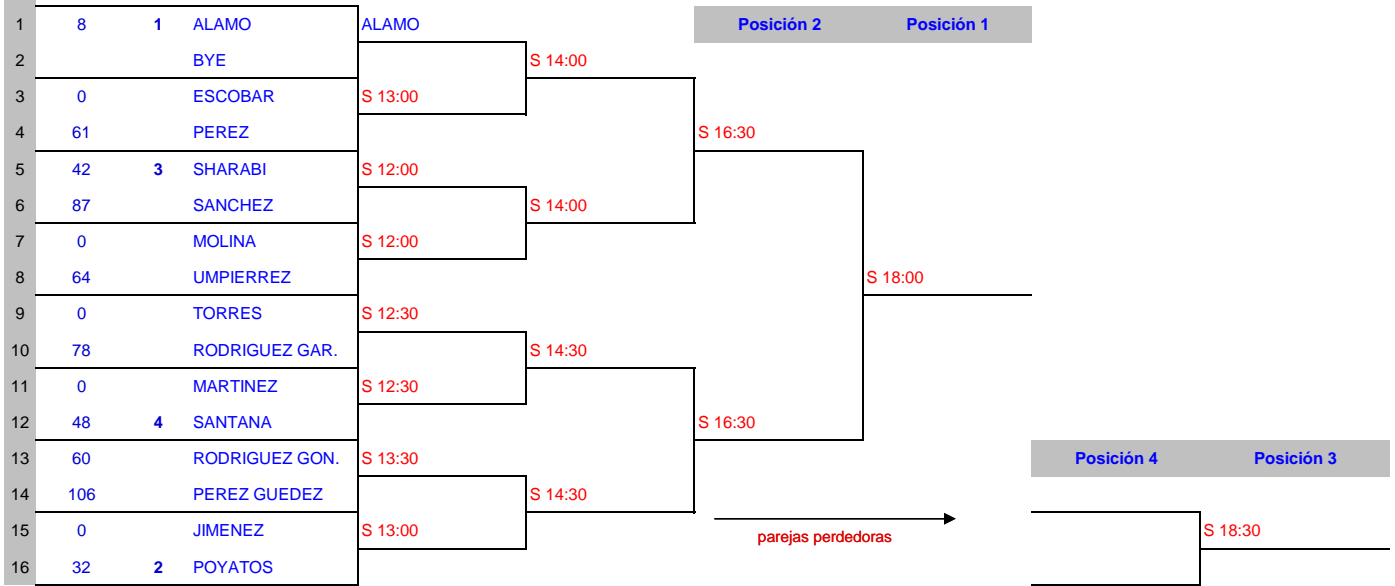 1 8 1 ALAMO ALAMO Posición 2 Posición 1
2 BYE S 14:00
3 0 ESCOBAR S 13:00
4 61 PEREZ S 16:30
5 42 3 SHARABI S 12:00
6 87 SANCHEZ S 14:00
7 0 MOLINA S 12:00
8 64 UMPIERREZ S 18:00
9 0 TORRES S 12:30
10 78 RODRIGUEZ GAR. S 14:30
11 0 MARTINEZ S 12:30
12 48 4 SANTANA S 16:30
13 60 RODRIGUEZ GON. S 13:30 Posición 4 Posición 3
14 106 PEREZ GUEDEZ S 14:30
15 0 JIMENEZ S 13:00 parejas perdedoras S 18:30
16 32 2 POYATOS